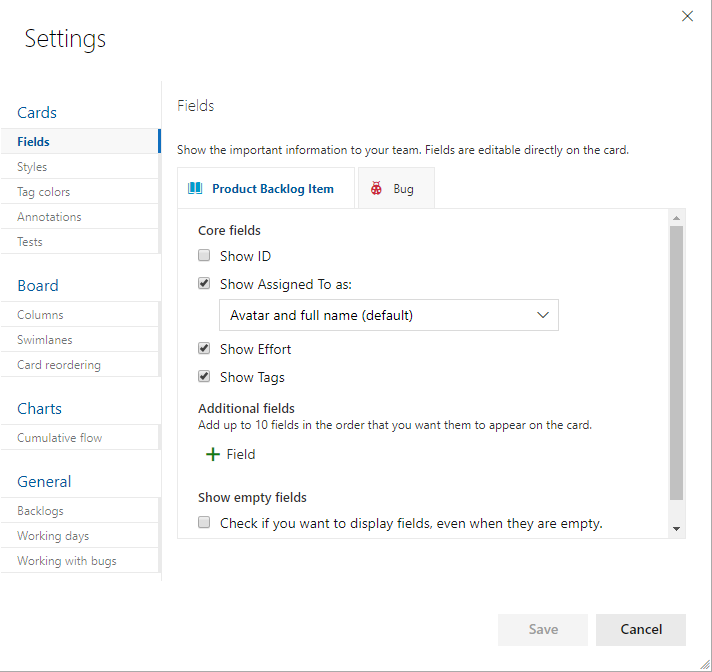 Settings
Cards
Fields
Styles
Tag colors
Annotations
Tests
Board
Columns
Swimlanes
Card reordering
Charts
Cumulative flow
General
Backlogs
Working days
Working with bugs
Fields
Show the important information to your team. Fields are editable directly on the card.
Product Backlog Item
Bug
Core fields
Show ID
Show Assigned To as:
Avatar and full name (default)
Show Effort
Show Tags
Additional fields
Add up to 10 fields in the order that you want them to appear on the card.
Field
Show empty fields
Check if you want to display fields, even when they are empty.
Save
Cancel